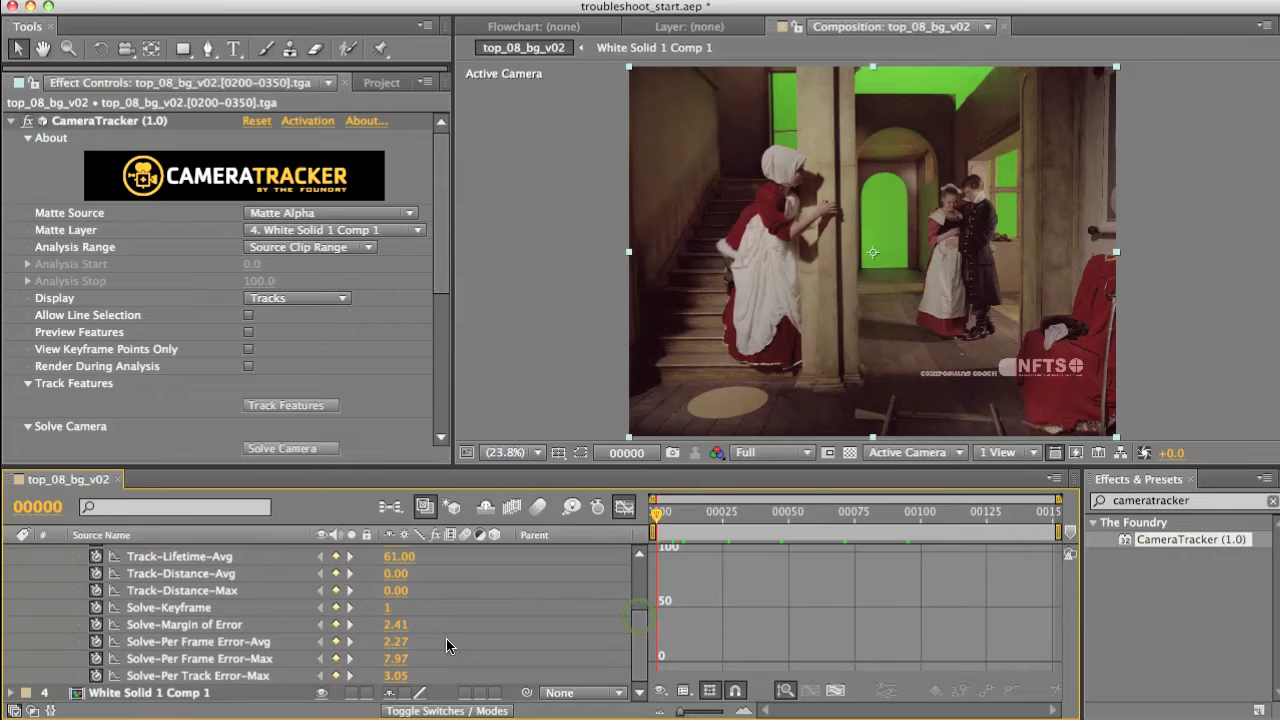 troubleshoot_start.aep *
Tools
Flowchart: (none)
Layer: (none)
Composition: top_08_bg_v02
top_08_bg_v02
White Solid 1 Comp 1
Active Camera
Effect Controls: top_08_bg_v02.[0200-0350].tga
Project
top_08_bg_v02 • top_08_bg_v02.[0200-0350].tga
fx CameraTracker (1.0) Reset Activation About...
About
CAMERATRACKER
BY THE FOUNDRY
Matte Source Matte Alpha
Matte Layer 4. White Solid 1 Comp 1
Analysis Range Source Clip Range
Analysis Start 0.0
Analysis Stop 100.0
Display Tracks
Allow Line Selection
Preview Features
View Keyframe Points Only
Render During Analysis
Track Features
Track Features
Solve Camera
Solve Camera
COMPOSITING COACH NFTS
(23.8%) 00000 Full Active Camera 1 View +0.0
top_08_bg_v02
00000
# Source Name Parent
Track-Lifetime-Avg 61.00
Track-Distance-Avg 0.00
Track-Distance-Max 0.00
Solve-Keyframe 1
Solve-Margin of Error 2.41
Solve-Per Frame Error-Avg 2.27
Solve-Per Frame Error-Max 7.97
Solve-Per Track Error-Max 3.05
4 White Solid 1 Comp 1 None
Toggle Switches / Modes
00025 00050 00075 00100 00125 0015
100
50
0
Effects & Presets
cameratracker
The Foundry
CameraTracker (1.0)